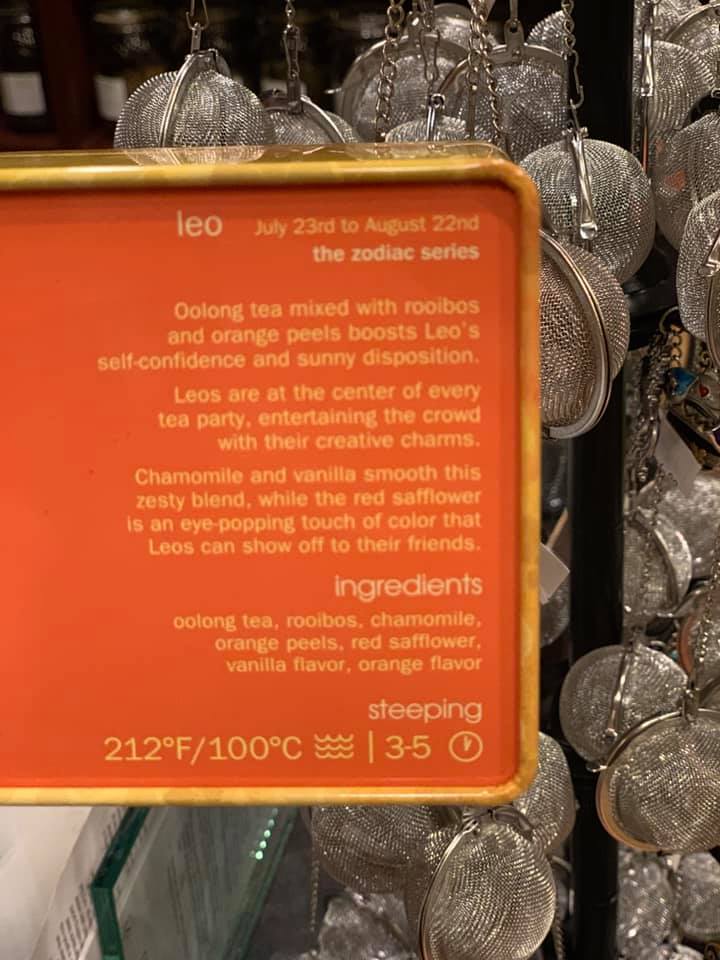 leo July 23rd to August 22nd
the zodiac series
Oolong tea mixed with rooibos
and orange peels boosts Leo's
self-confidence and sunny disposition.
Leos are at the center of every
tea party, entertaining the crowd
with their creative charms.
Chamomile and vanilla smooth this
zesty blend, while the red safflower
is an eye-popping touch of color that
Leos can show off to their friends.
ingredients
oolong tea, rooibos, chamomile,
orange peels, red safflower,
vanilla flavor, orange flavor
steeping
212°F/100°C | 3-5